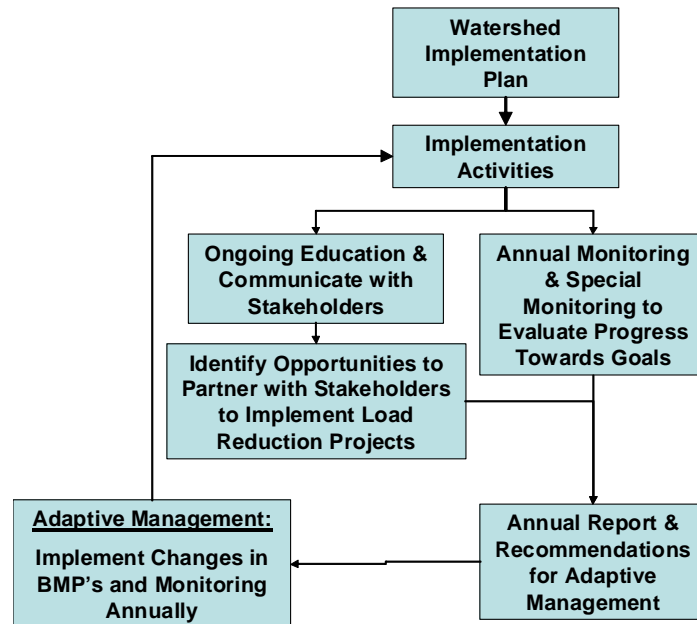 Watershed
Implementation
Plan
Implementation
Activities
Ongoing Education &
Communicate with
Stakeholders
Annual Monitoring
& Special
Monitoring to
Evaluate Progress
Towards Goals
Identify Opportunities to
Partner with Stakeholders
to Implement Load
Reduction Projects
Adaptive Management:
Implement Changes in
BMP's and Monitoring
Annually
Annual Report &
Recommendations
for Adaptive
Management